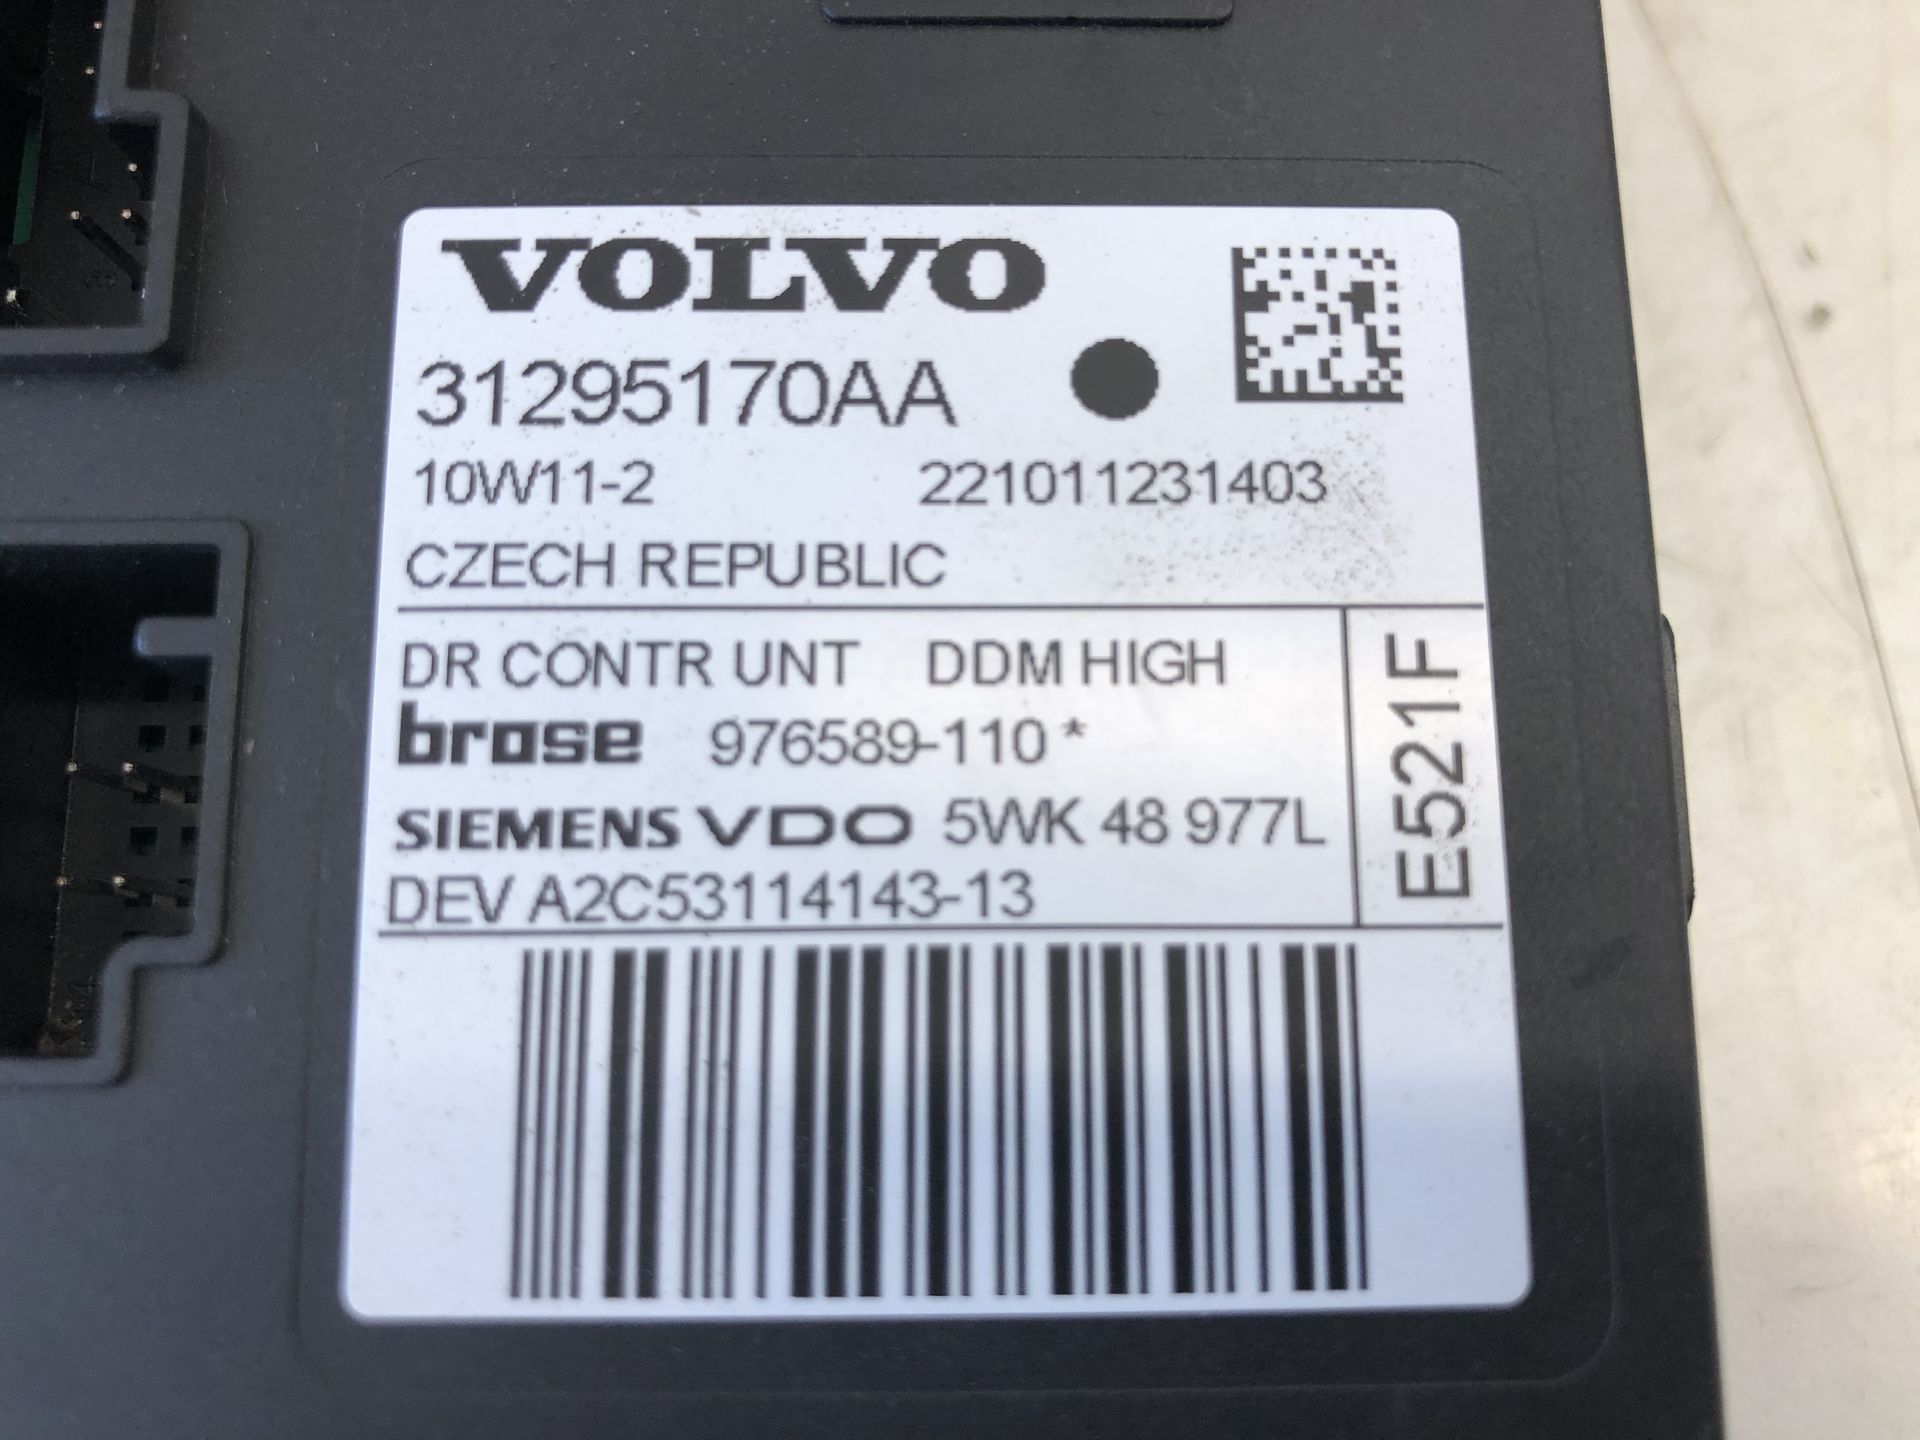 VOLVO
31295170AA
10W11-2 221011231403
CZECH REPUBLIC
DR CONTR UNT DDM HIGH
brose 976589-110*
SIEMENS VDO 5WK 48 977L
DEV A2C53114143-13
E521F